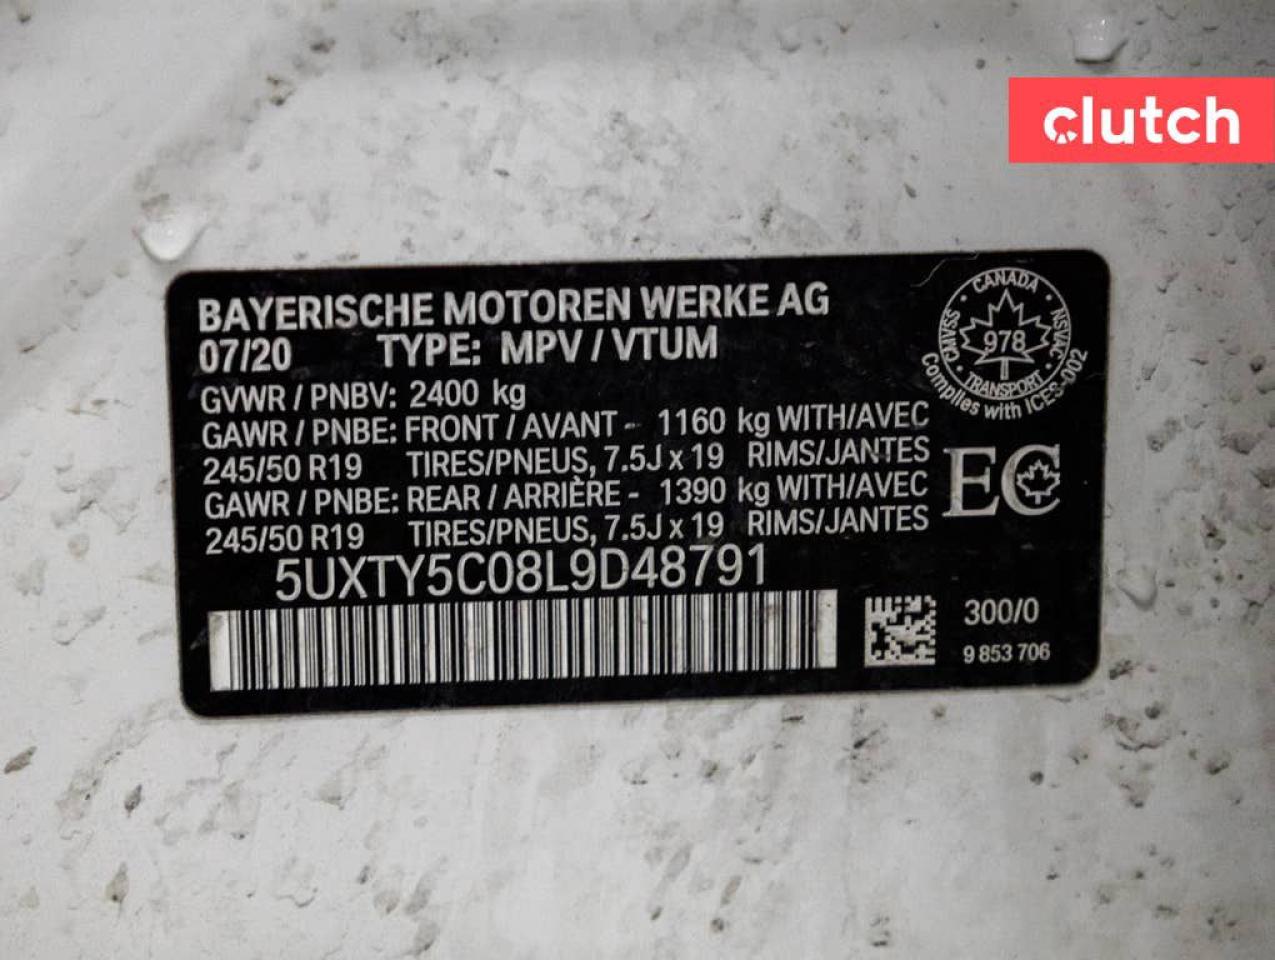 clutch
BAYERISCHE MOTOREN WERKE AG
07/20 TYPE: MPV / VTUM
GVWR / PNBV: 2400 kg
GAWR / PNBE: FRONT / AVANT - 1160 kg WITH/AVEC
245/50 R19 TIRES/PNEUS, 7.5J x 19 RIMS/JANTES
GAWR / PNBE: REAR / ARRIÈRE - 1390 kg WITH/AVEC
245/50 R19 TIRES/PNEUS, 7.5J x 19 RIMS/JANTES
5UXTY5C08L9D48791
CANADA
CMVSS
978
NSVAC
TRANSPORT
Complies with ICES-002
EC
300/0
9 853 706